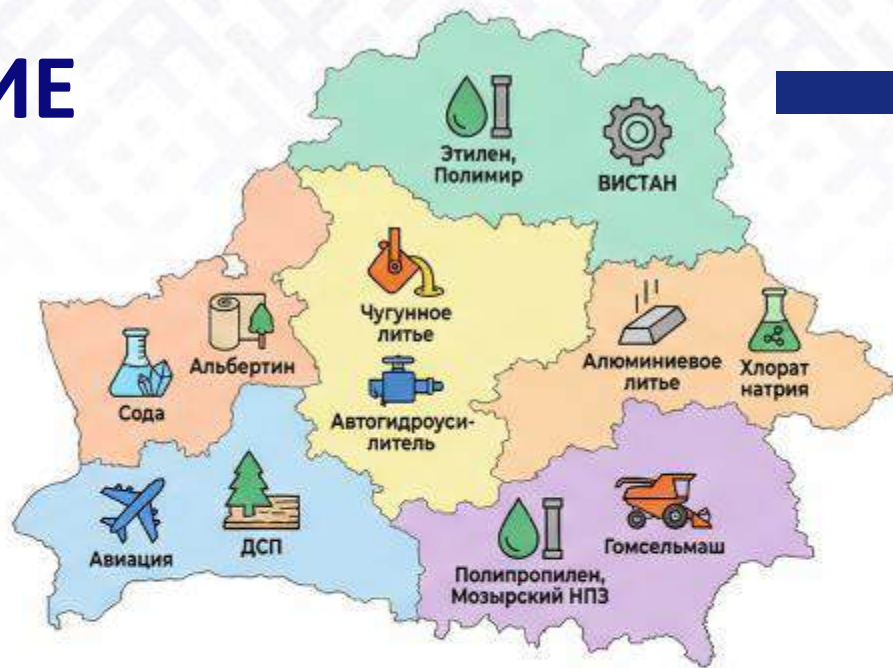 ИЕ
Этилен,
Полимир
ВИСТАН
Чугунное
литье
Автогидроуси-
литель
Альбертин
Сода
Алюминиевое
литье
Хлорат
натрия
Авиация
ДСП
Полипропилен,
Мозырский НПЗ
Гомсельмаш